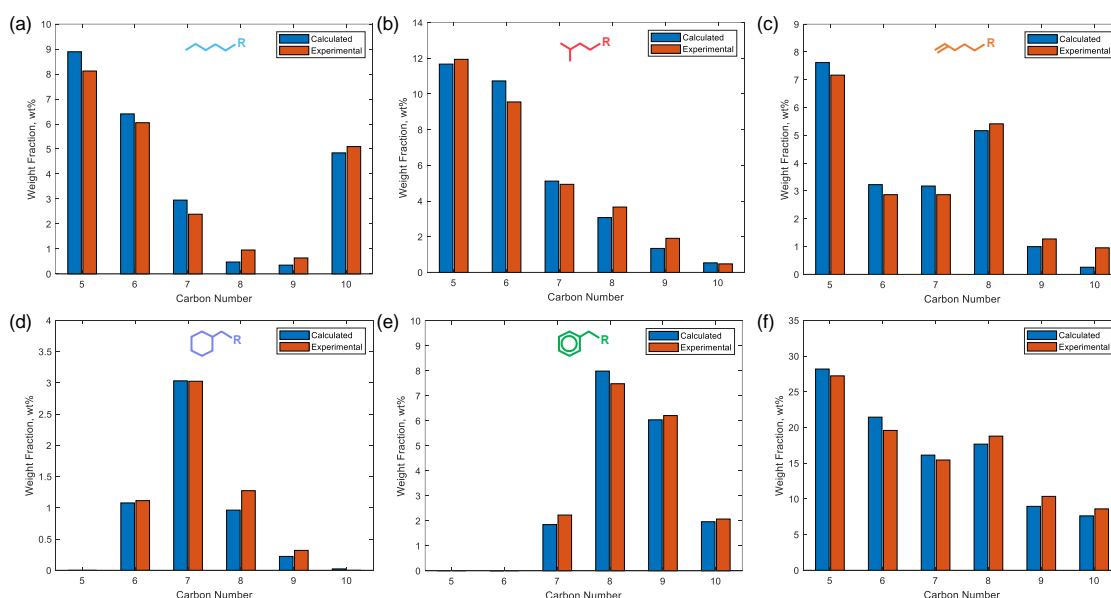 (a)
Calculated
Experimental
R
Weight Fraction, wt%
10
9
8
7
6
5
4
3
2
1
0
5 6 7 8 9 10
Carbon Number
(b)
Calculated
Experimental
R
Weight Fraction, wt%
14
12
10
8
6
4
2
0
5 6 7 8 9 10
Carbon Number
(c)
Calculated
Experimental
R
Weight Fraction, wt%
9
8
7
6
5
4
3
2
1
0
5 6 7 8 9 10
Carbon Number
(d)
Calculated
Experimental
R
Weight Fraction, wt%
4
3.5
3
2.5
2
1.5
1
0.5
0
5 6 7 8 9 10
Carbon Number
(e)
Calculated
Experimental
R
Weight Fraction, wt%
10
9
8
7
6
5
4
3
2
1
0
5 6 7 8 9 10
Carbon Number
(f)
Calculated
Experimental
Weight Fraction, wt%
35
30
25
20
15
10
5
0
5 6 7 8 9 10
Carbon Number